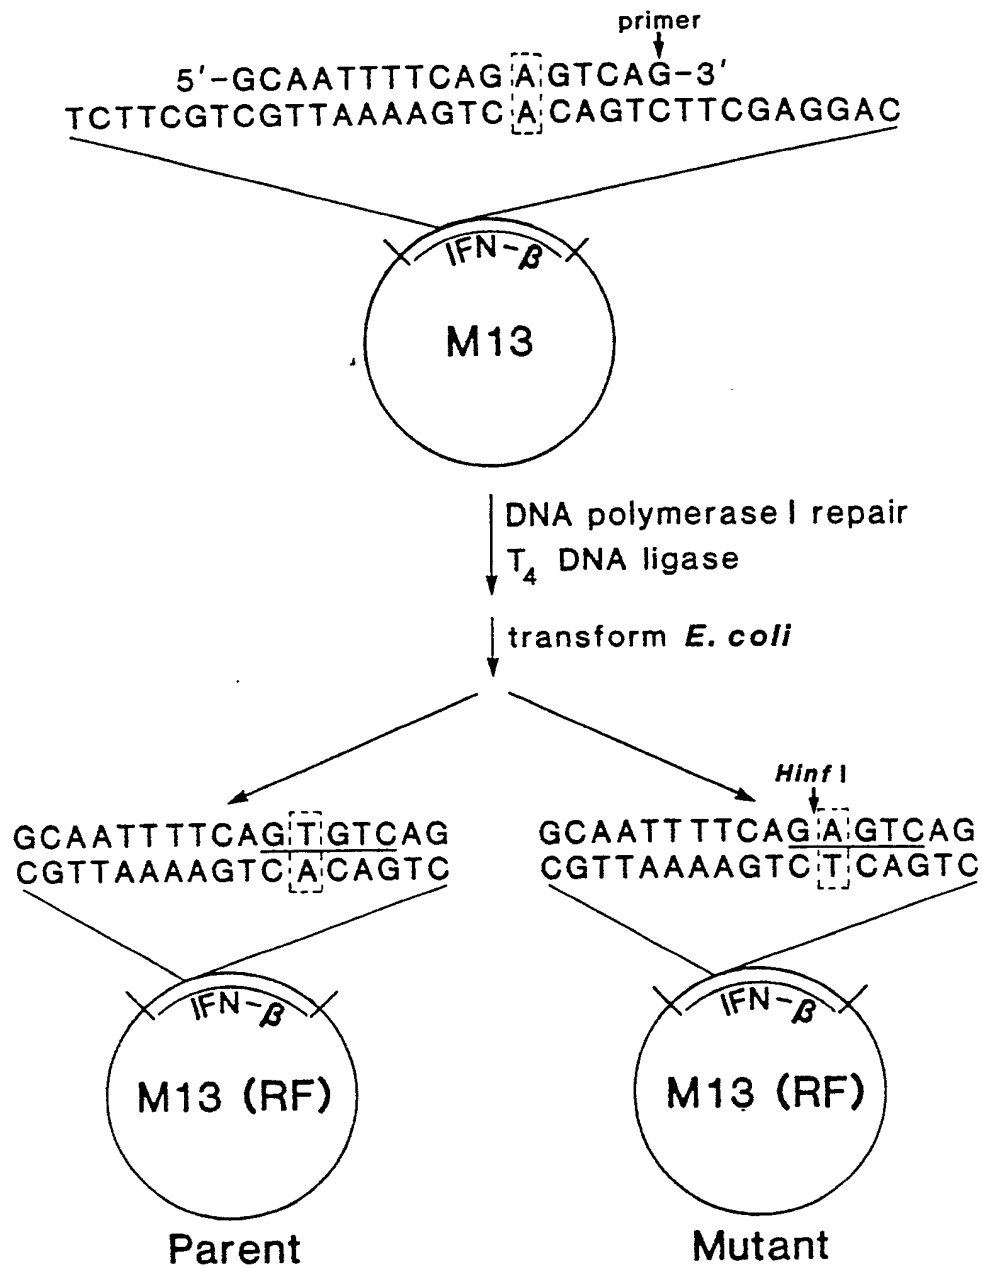 primer
5'-GCAATTTTCAGAGTCAG-3'
TCTTCGTCGTTAAAAGTCACAGTCTTCGAGGAC
IFN-β
M13
DNA polymerase I repair
T₄ DNA ligase
transform E. coli
Hinf I
GCAATTTTCAGTGTCAG
CGTTAAAAGTCACAGTC
GCAATTTTCAGAGTCAG
CGTTAAAAGTCTCAGTC
IFN-β
IFN-β
M13 (RF)
M13 (RF)
Parent
Mutant